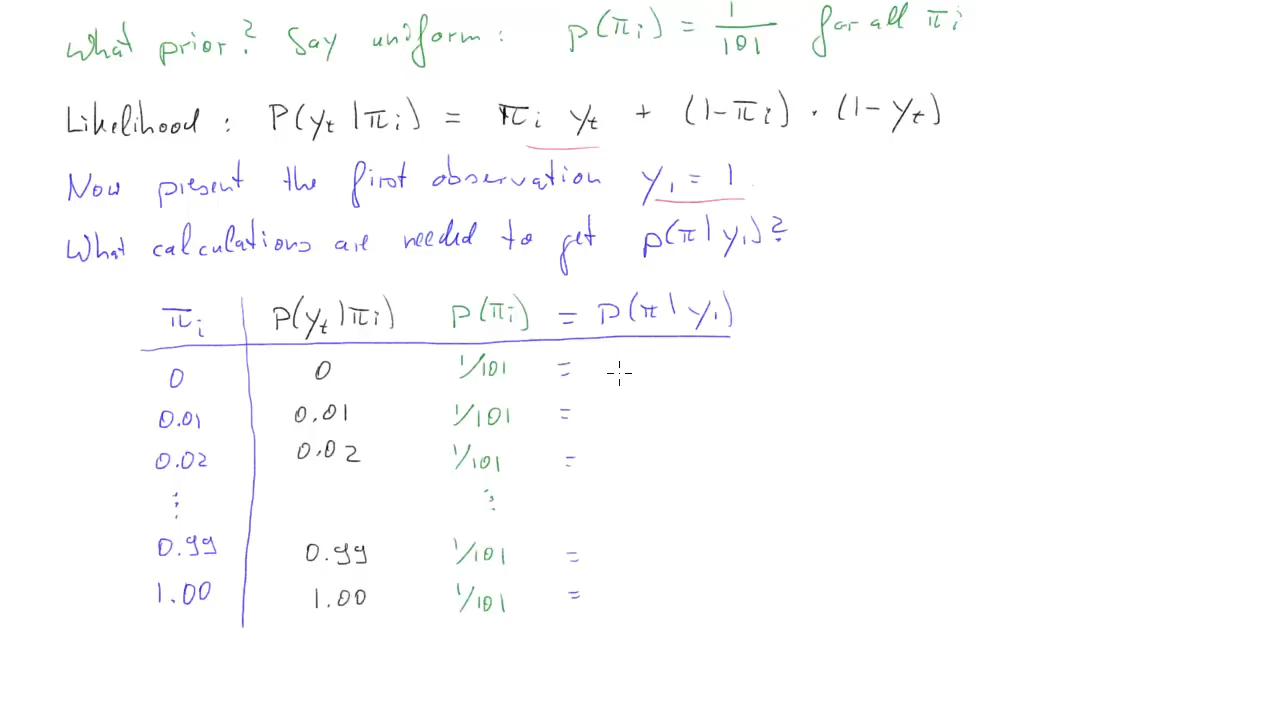 What prior? Say uniform: p(πi) = 1/101 for all πi
Likelihood: P(yt|πi) = πi yt + (1-πi) · (1-yt)
Now present the first observation y1 = 1
What calculations are needed to get p(π|y1)?
πi P(yt|πi) P(πi) = P(π|y1)
0 0 1/101 =
0.01 0.01 1/101 =
0.02 0.02 1/101 =
⋮ ⋮
0.99 0.99 1/101 =
1.00 1.00 1/101 =